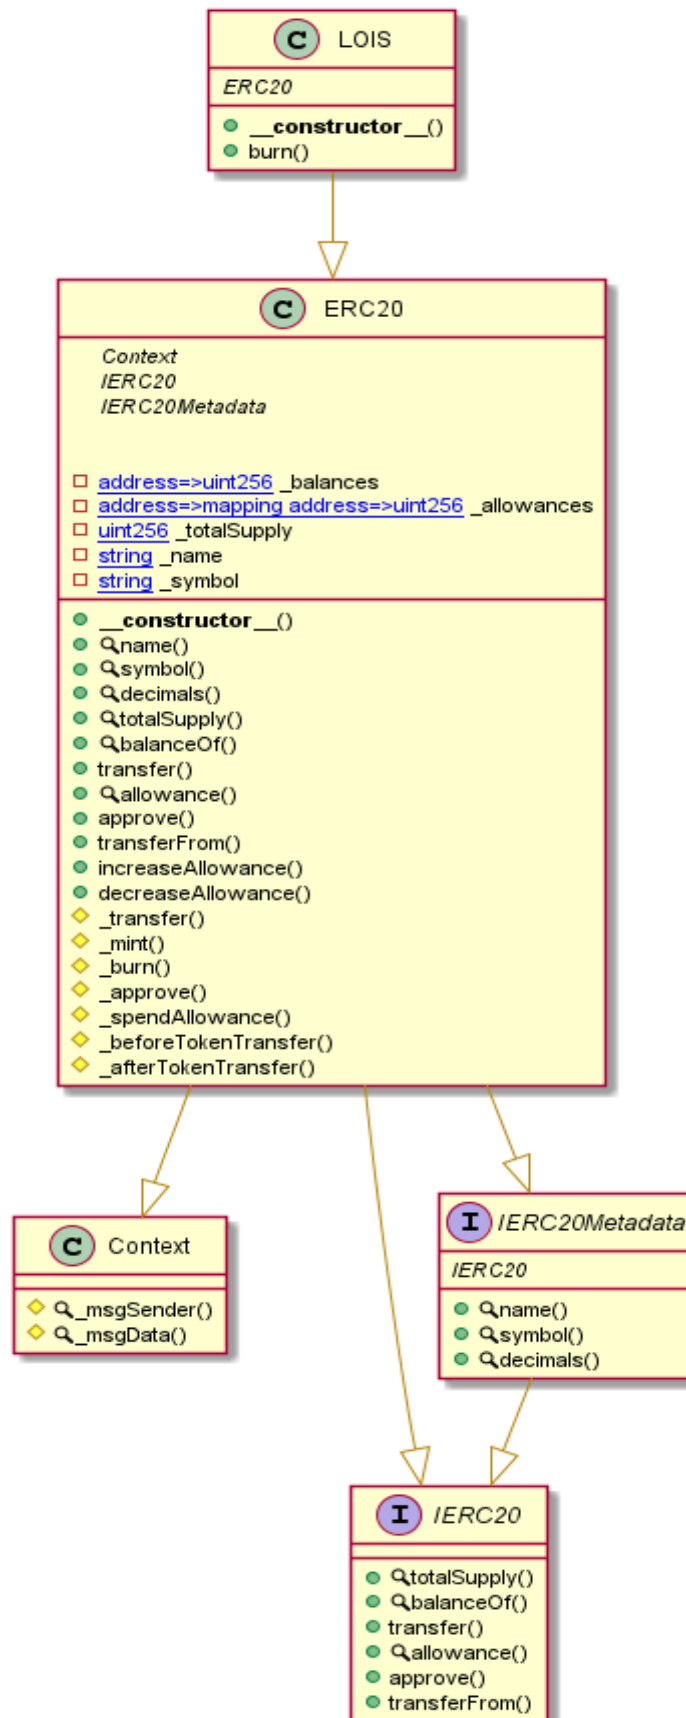 C LOIS
ERC20
__constructor__()
burn()
C ERC20
Context
IERC20
IERC20Metadata
address=>uint256 _balances
address=>mapping address=>uint256 _allowances
uint256 _totalSupply
string _name
string _symbol
__constructor__()
name()
symbol()
decimals()
totalSupply()
balanceOf()
transfer()
allowance()
approve()
transferFrom()
increaseAllowance()
decreaseAllowance()
_transfer()
_mint()
_burn()
_approve()
_spendAllowance()
_beforeTokenTransfer()
_afterTokenTransfer()
C Context
_msgSender()
_msgData()
I IERC20Metadata
IERC20
name()
symbol()
decimals()
I IERC20
totalSupply()
balanceOf()
transfer()
allowance()
approve()
transferFrom()